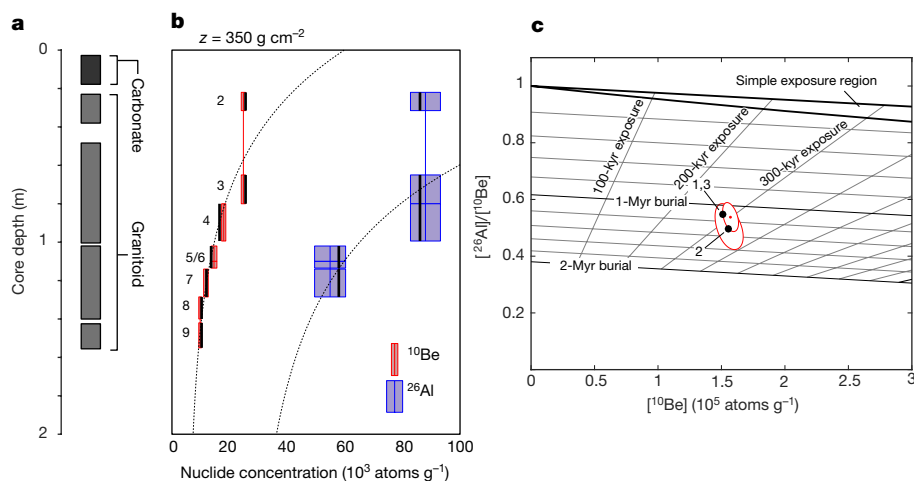 a
0
1
2
Core depth (m)
Carbonate
Granitoid
b
z = 350 g cm⁻²
2
3
4
5/6
7
8
9
¹⁰Be
²⁶Al
0
20
40
60
80
100
Nuclide concentration (10³ atoms g⁻¹)
c
1
0.8
0.6
0.4
0.2
[²⁶Al]/[¹⁰Be]
Simple exposure region
100-kyr exposure
200-kyr exposure
300-kyr exposure
1,3
1-Myr burial
2
2-Myr burial
0
0.5
1
1.5
2
2.5
3
[¹⁰Be] (10⁵ atoms g⁻¹)